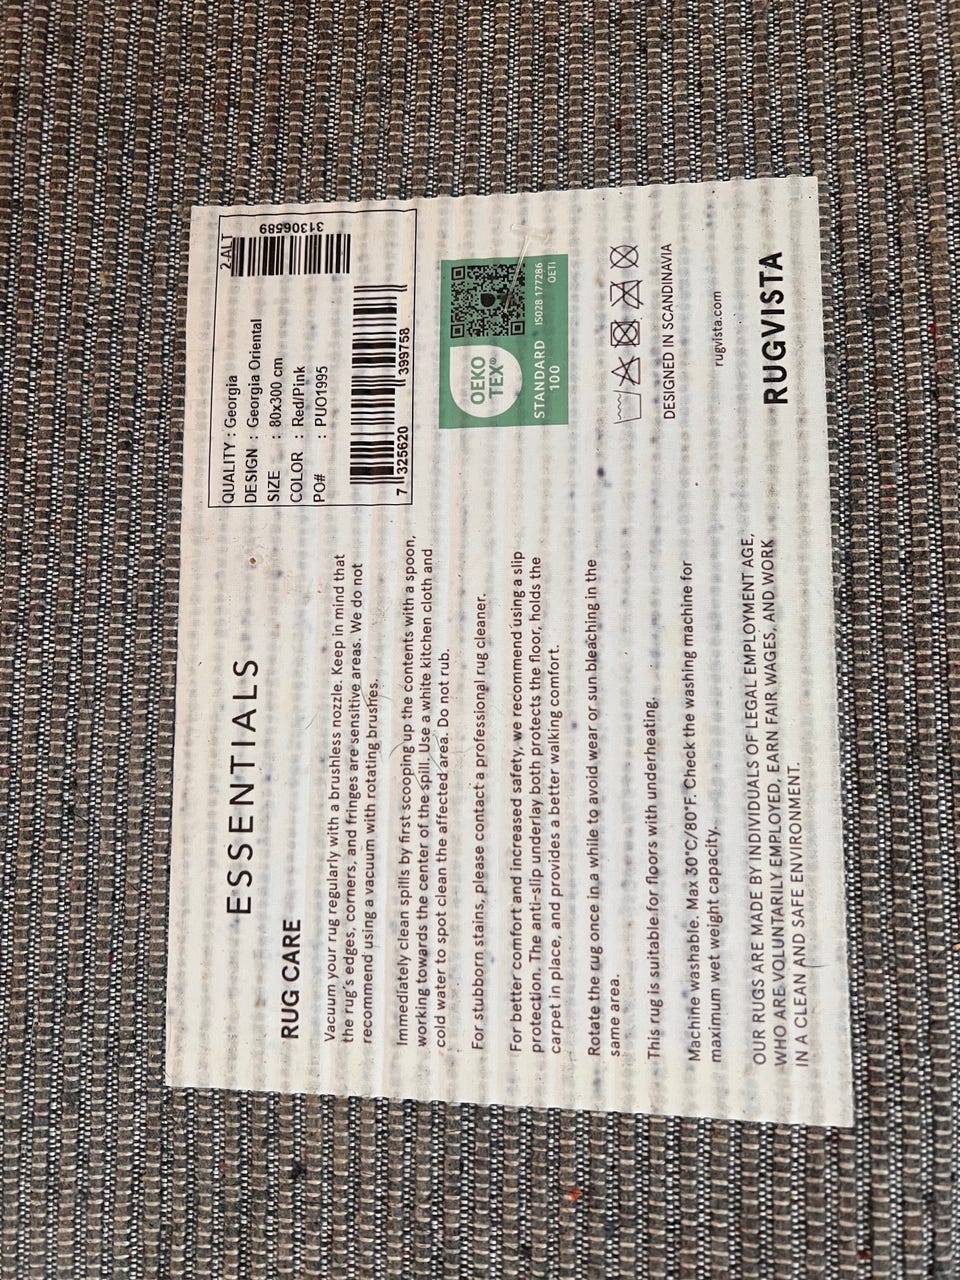 ESSENTIALS
RUG CARE
Vacuum your rug regularly with a brushless nozzle. Keep in mind that
the rug's edges, corners, and fringes are sensitive areas. We do not
recommend using a vacuum with rotating brushes.
Immediately clean spills by first scooping up the contents with a spoon,
working towards the center of the spill. Use a white kitchen cloth and
cold water to spot clean the affected area. Do not rub.
For stubborn stains, please contact a professional rug cleaner.
For better comfort and increased safety, we recommend using a slip
protection. The anti-slip underlay both protects the floor, holds the
carpet in place, and provides a better walking comfort.
Rotate the rug once in a while to avoid wear or sun bleaching in the
same area.
This rug is suitable for floors with underheating.
Machine washable. Max 30°C/80°F. Check the washing machine for
maximum wet weight capacity.
OUR RUGS ARE MADE BY INDIVIDUALS OF LEGAL EMPLOYMENT AGE,
WHO ARE VOLUNTARILY EMPLOYED, EARN FAIR WAGES, AND WORK
IN A CLEAN AND SAFE ENVIRONMENT.
QUALITY : Georgia
DESIGN : Georgia Oriental
SIZE : 80x300 cm
COLOR : Red/Pink
PO# : PUO1995
2.ALT
31306589
7 325620 399758
OEKO
TEX®
STANDARD
100
IS028 177286
OETI
DESIGNED IN SCANDINAVIA
rugvista.com
RUGVISTA